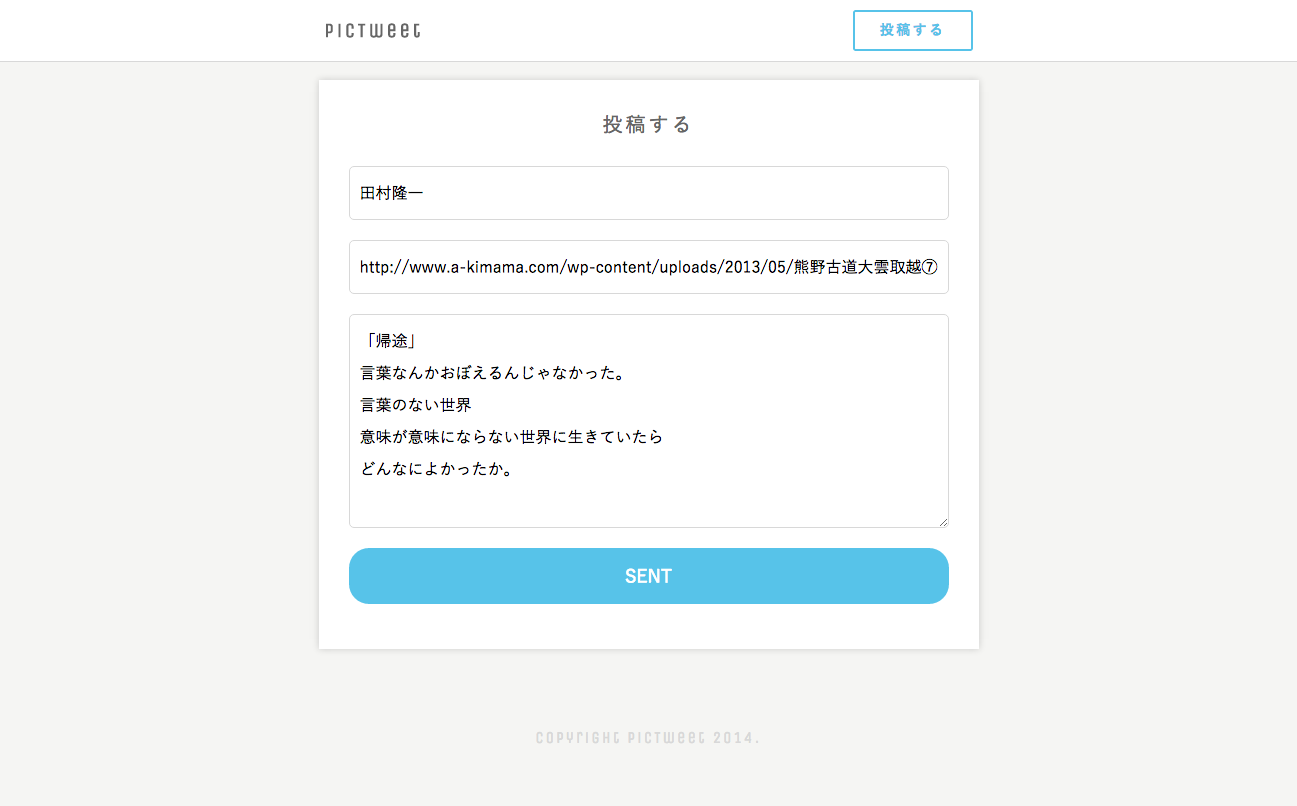 PICTWEET
投稿する
投稿する
田村隆一
http://www.a-kimama.com/wp-content/uploads/2013/05/熊野古道大雲取越⑦
「帰途」
言葉なんかおぼえるんじゃなかった。
言葉のない世界
意味が意味にならない世界に生きていたら
どんなによかったか。
SENT
COPYRIGHT PICTWEET 2014.